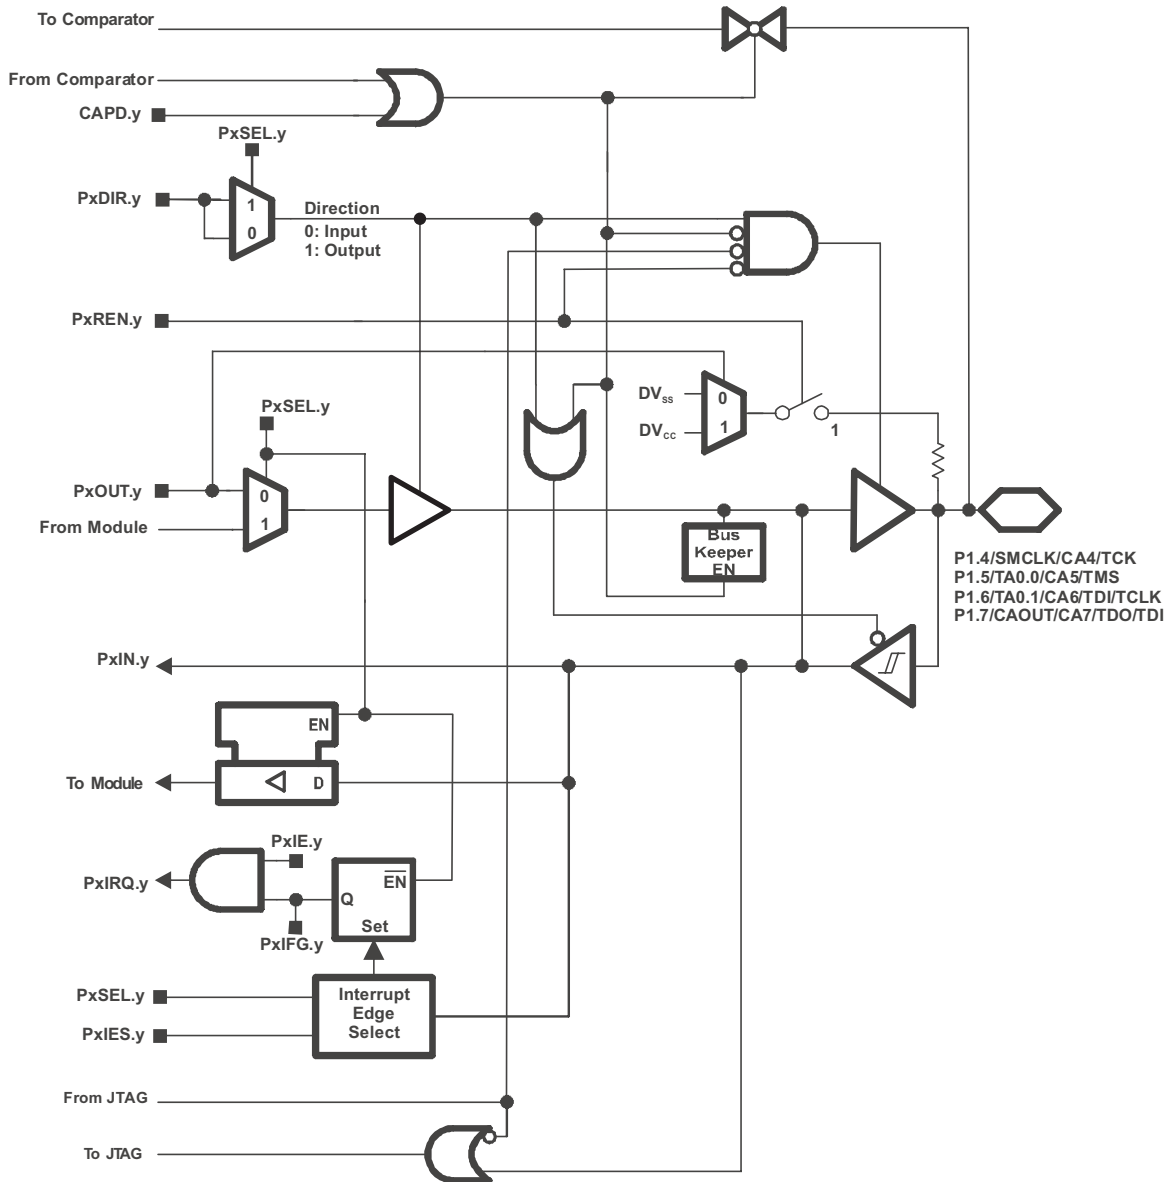 To Comparator
From Comparator
CAPD.y
PxSEL.y
PxDIR.y
1
0
Direction
0: Input
1: Output
PxREN.y
DVss
0
DVcc
1
1
PxSEL.y
PxOUT.y
0
From Module
1
Bus
Keeper
EN
P1.4/SMCLK/CA4/TCK
P1.5/TA0.0/CA5/TMS
P1.6/TA0.1/CA6/TDI/TCLK
P1.7/CAOUT/CA7/TDO/TDI
PxIN.y
EN
To Module
D
PxIE.y
PxIRQ.y
EN
Q
Set
PxIFG.y
PxSEL.y
PxIES.y
Interrupt
Edge
Select
From JTAG
To JTAG